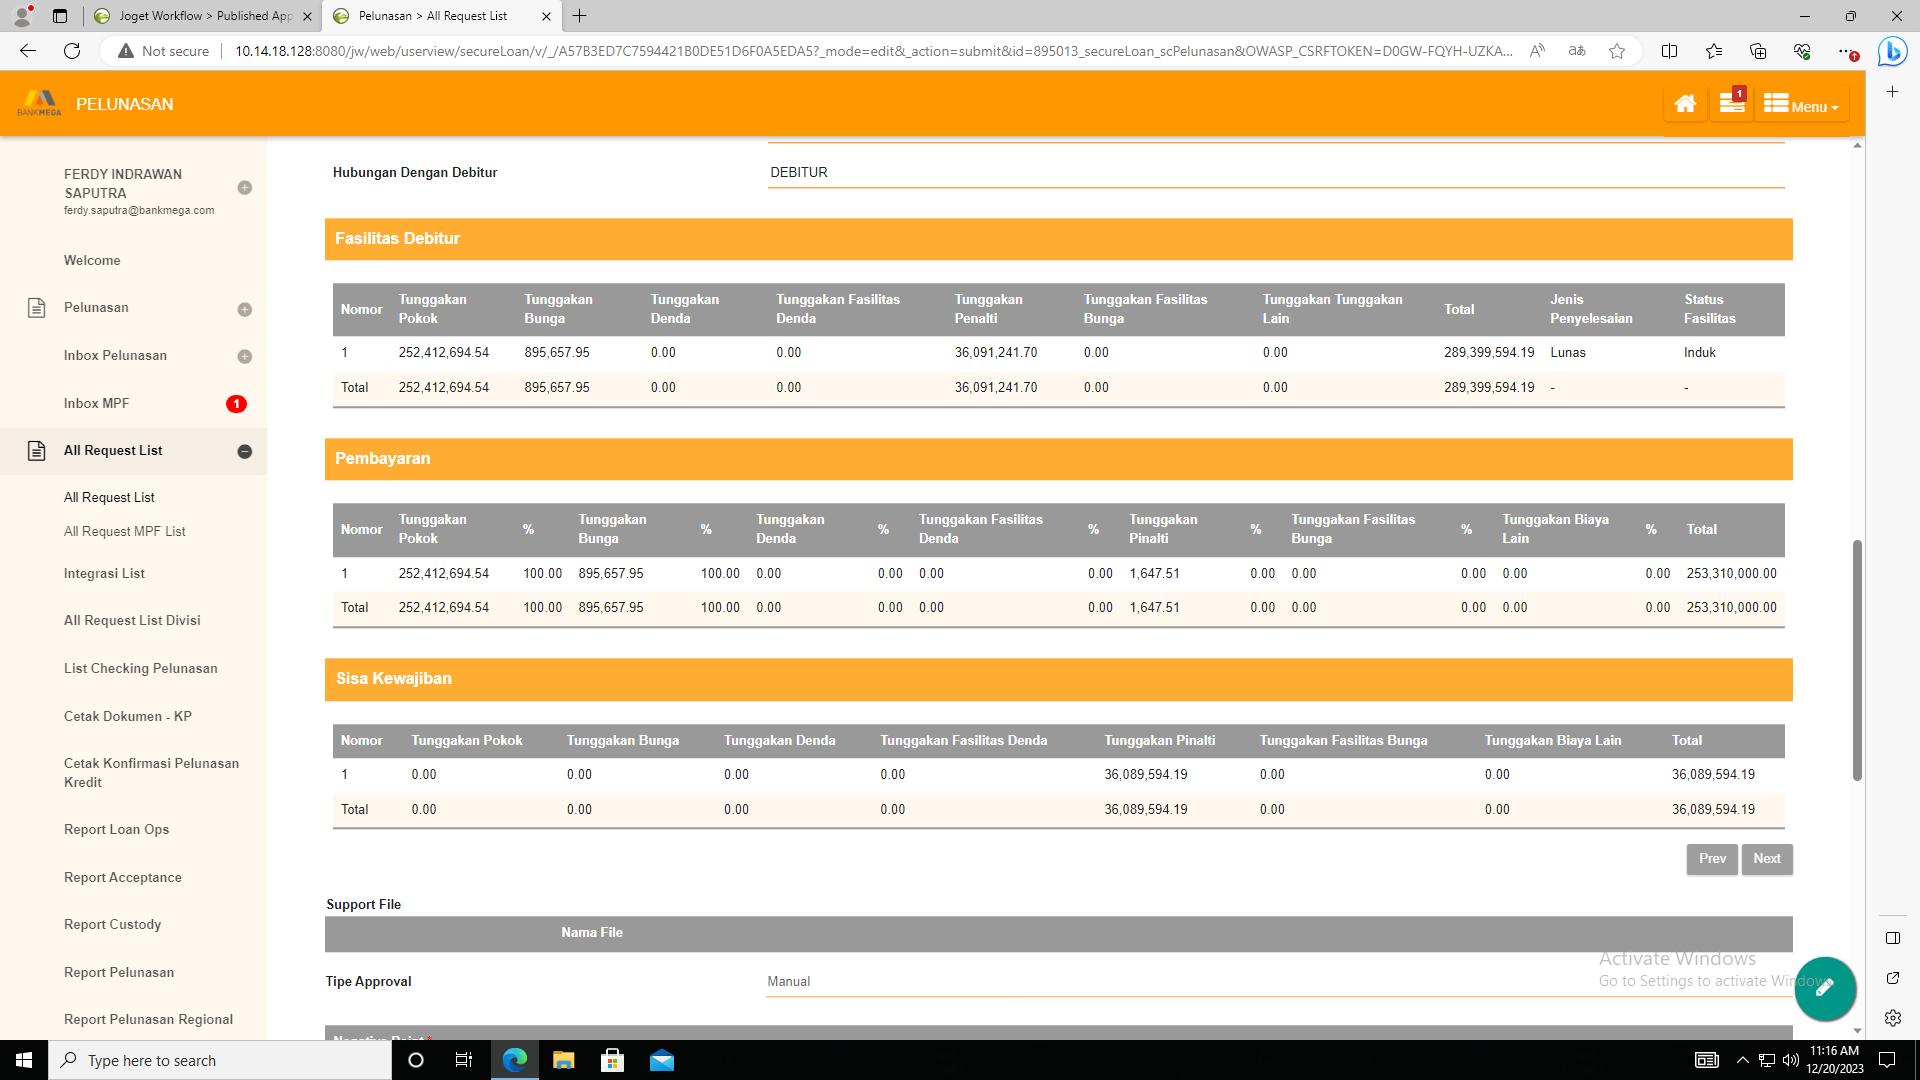 Joget Workflow > Published App
Pelunasan > All Request List
Not secure
10.14.18.128:8080/jw/web/userview/secureLoan/v/_/A57B3ED7C7594421B0DE51D6F0A5EDA5?_mode=edit&_action=submit&id=895013_secureLoan_scPelunasan&OWASP_CSRFTOKEN=D0GW-FQYH-UZKA...
BANKMEGA
PELUNASAN
1
Menu
FERDY INDRAWAN
SAPUTRA
ferdy.saputra@bankmega.com
Welcome
Pelunasan
Inbox Pelunasan
Inbox MPF 1
All Request List
All Request List
All Request MPF List
Integrasi List
All Request List Divisi
List Checking Pelunasan
Cetak Dokumen - KP
Cetak Konfirmasi Pelunasan
Kredit
Report Loan Ops
Report Acceptance
Report Custody
Report Pelunasan
Report Pelunasan Regional
Hubungan Dengan Debitur DEBITUR
Fasilitas Debitur
Nomor Tunggakan Pokok Tunggakan Bunga Tunggakan Denda Tunggakan Fasilitas Denda Tunggakan Penalti Tunggakan Fasilitas Bunga Tunggakan Tunggakan Lain Total Jenis Penyelesaian Status Fasilitas
1 252,412,694.54 895,657.95 0.00 0.00 36,091,241.70 0.00 0.00 289,399,594.19 Lunas Induk
Total 252,412,694.54 895,657.95 0.00 0.00 36,091,241.70 0.00 0.00 289,399,594.19 - -
Pembayaran
Nomor Tunggakan Pokok % Tunggakan Bunga % Tunggakan Denda % Tunggakan Fasilitas Denda % Tunggakan Pinalti % Tunggakan Fasilitas Bunga % Tunggakan Biaya Lain % Total
1 252,412,694.54 100.00 895,657.95 100.00 0.00 0.00 0.00 0.00 1,647.51 0.00 0.00 0.00 0.00 0.00 253,310,000.00
Total 252,412,694.54 100.00 895,657.95 100.00 0.00 0.00 0.00 0.00 1,647.51 0.00 0.00 0.00 0.00 0.00 253,310,000.00
Sisa Kewajiban
Nomor Tunggakan Pokok Tunggakan Bunga Tunggakan Denda Tunggakan Fasilitas Denda Tunggakan Pinalti Tunggakan Fasilitas Bunga Tunggakan Biaya Lain Total
1 0.00 0.00 0.00 0.00 36,089,594.19 0.00 0.00 36,089,594.19
Total 0.00 0.00 0.00 0.00 36,089,594.19 0.00 0.00 36,089,594.19
Prev Next
Support File
Nama File
Tipe Approval Manual
Negative Point *
Activate Windows
Go to Settings to activate Windows.
Type here to search
11:16 AM
12/20/2023